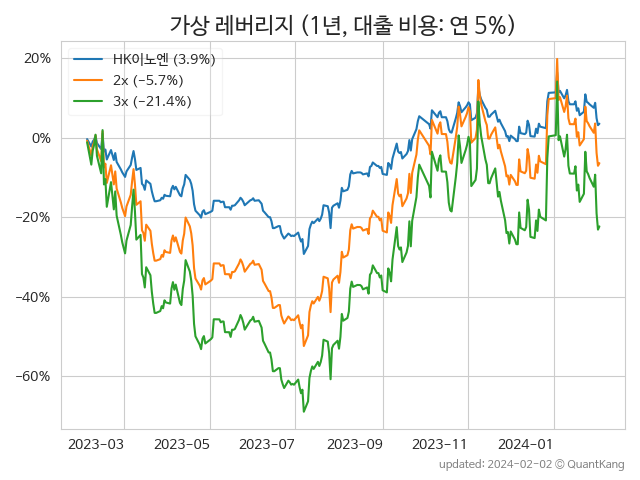 가상 레버리지 (1년, 대출 비용: 연 5%)
HK이노엔 (3.9%)
2x (−5.7%)
3x (−21.4%)
20%
0%
−20%
−40%
−60%
2023-03 2023-05 2023-07 2023-09 2023-11 2024-01
updated: 2024-02-02 © QuantKang